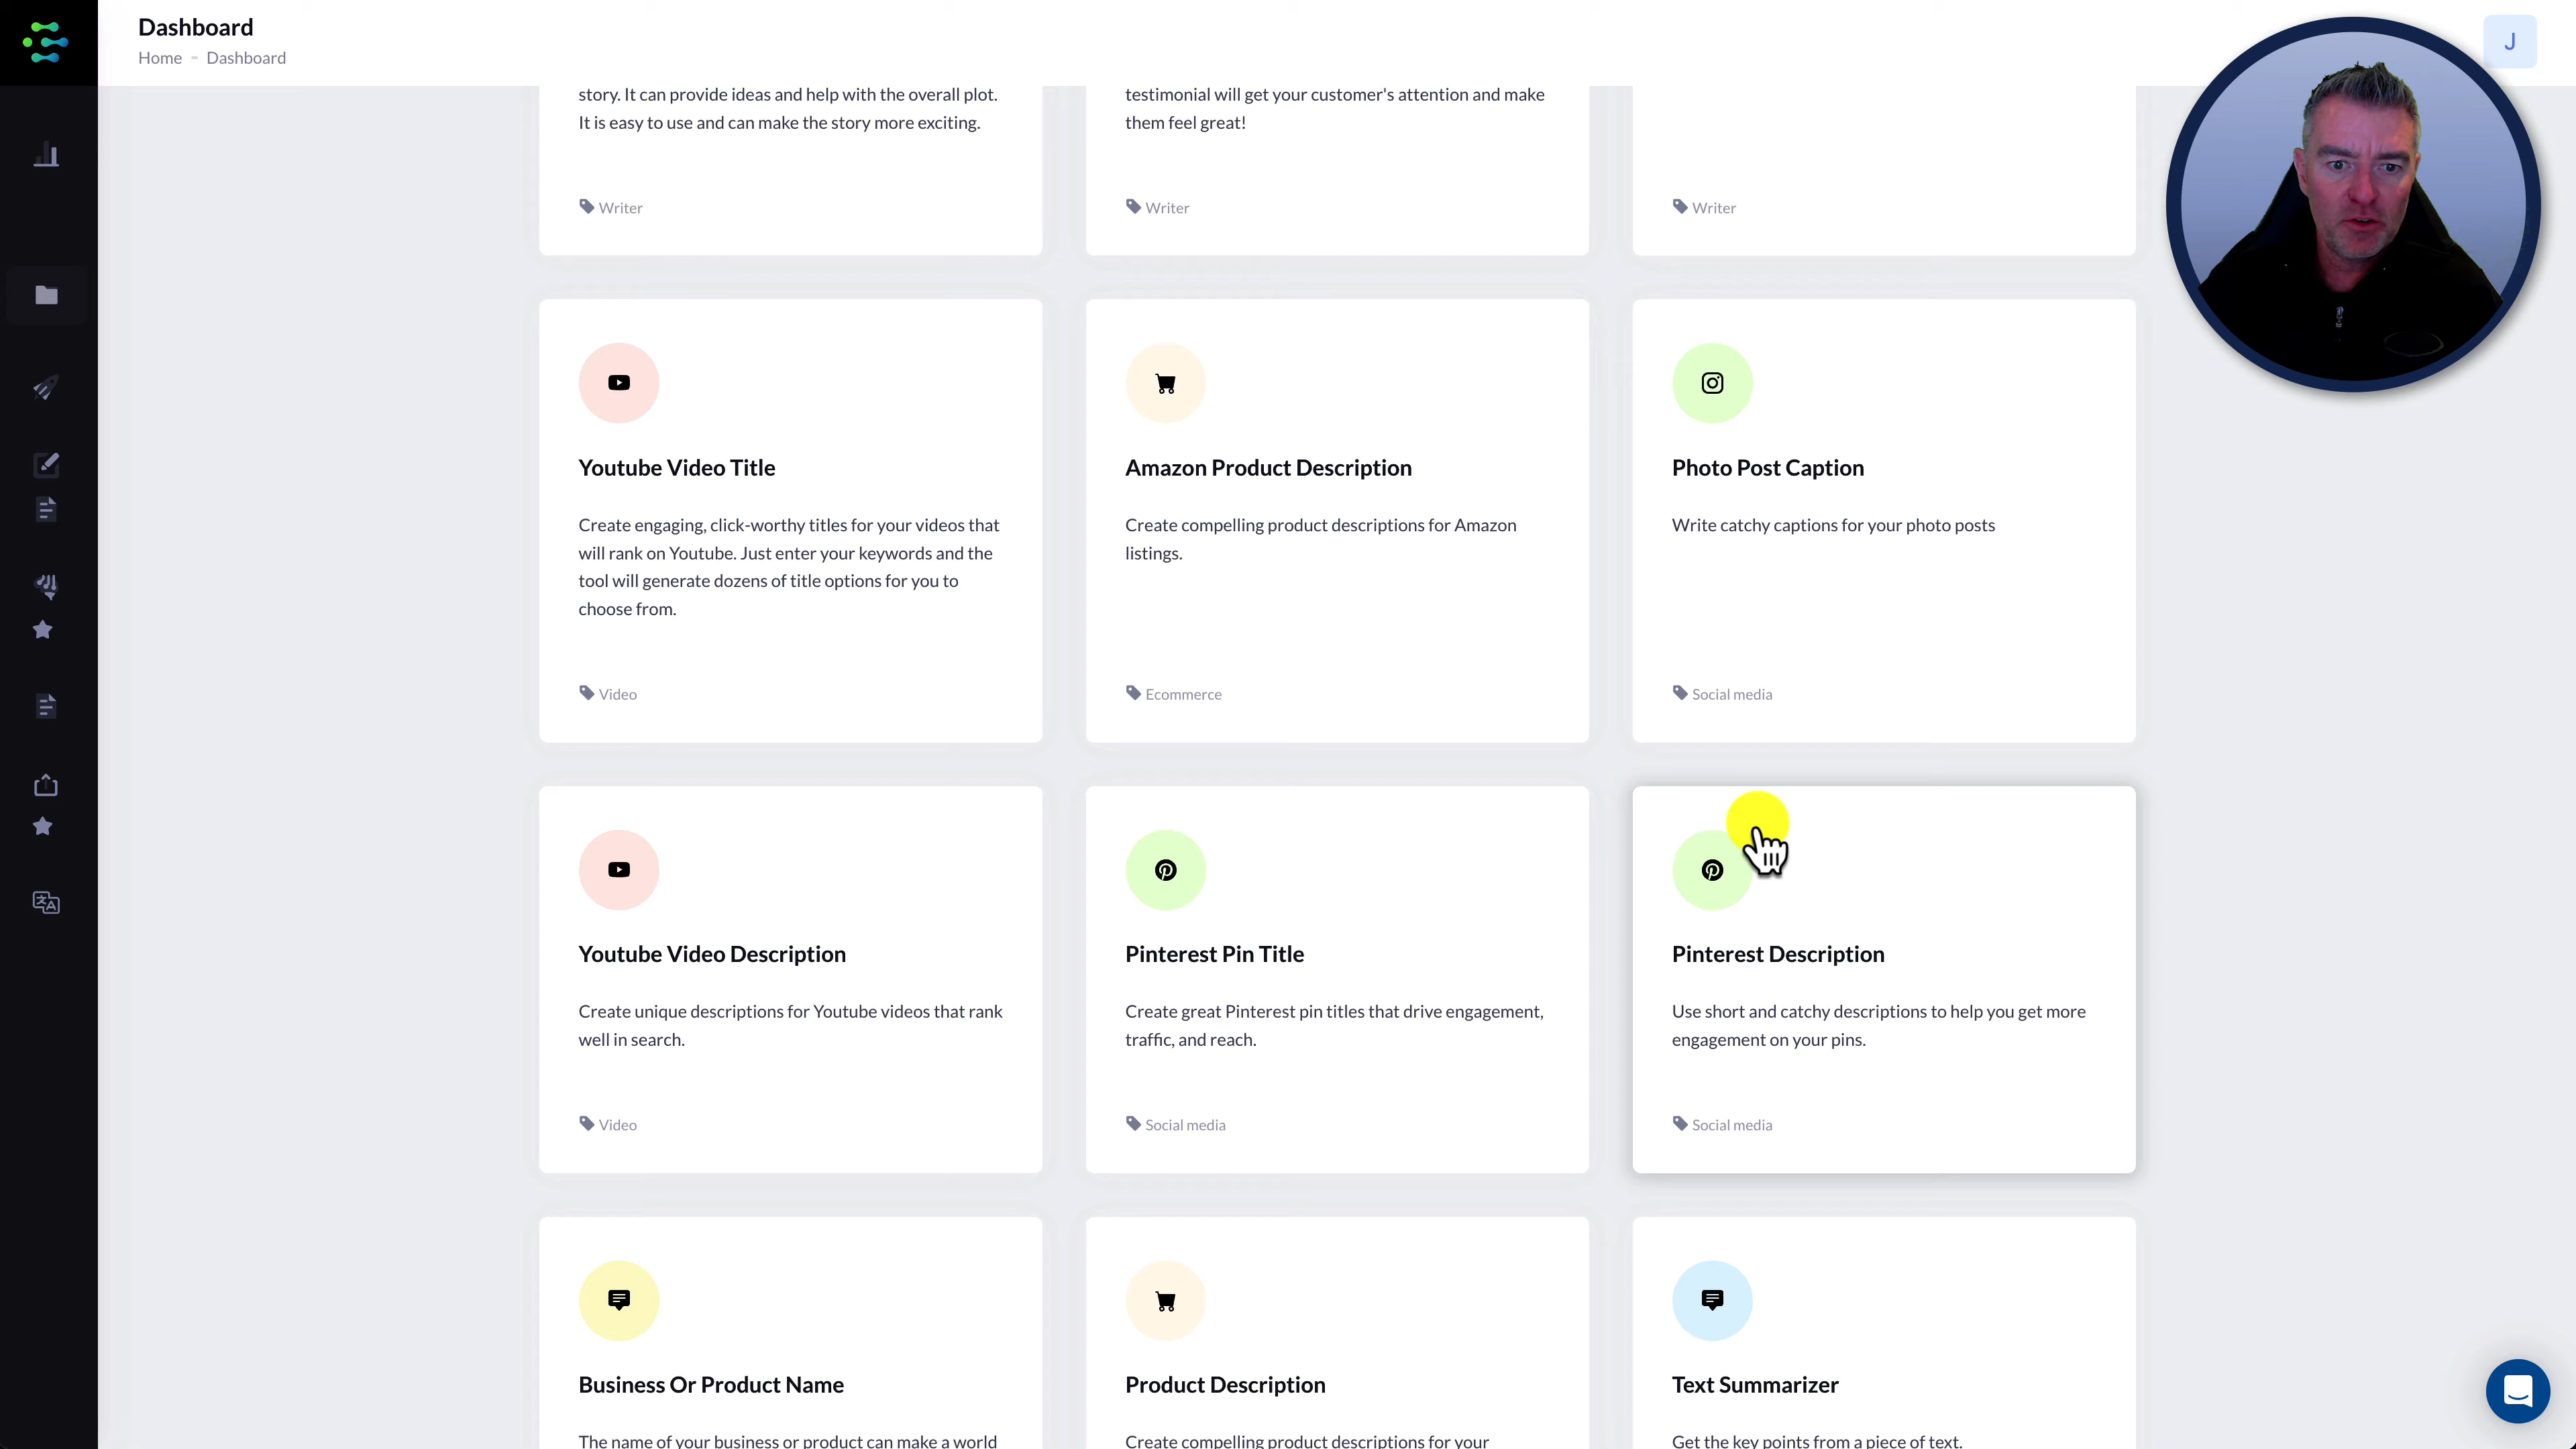 Dashboard
Home - Dashboard
J
story. It can provide ideas and help with the overall plot.
It is easy to use and can make the story more exciting.
Writer
testimonial will get your customer's attention and make
them feel great!
Writer
Writer
Youtube Video Title
Create engaging, click-worthy titles for your videos that
will rank on Youtube. Just enter your keywords and the
tool will generate dozens of title options for you to
choose from.
Video
Amazon Product Description
Create compelling product descriptions for Amazon
listings.
Ecommerce
Photo Post Caption
Write catchy captions for your photo posts
Social media
Youtube Video Description
Create unique descriptions for Youtube videos that rank
well in search.
Video
Pinterest Pin Title
Create great Pinterest pin titles that drive engagement,
traffic, and reach.
Social media
Pinterest Description
Use short and catchy descriptions to help you get more
engagement on your pins.
Social media
Business Or Product Name
The name of your business or product can make a world
Product Description
Create compelling product descriptions for your
Text Summarizer
Get the key points from a piece of text.